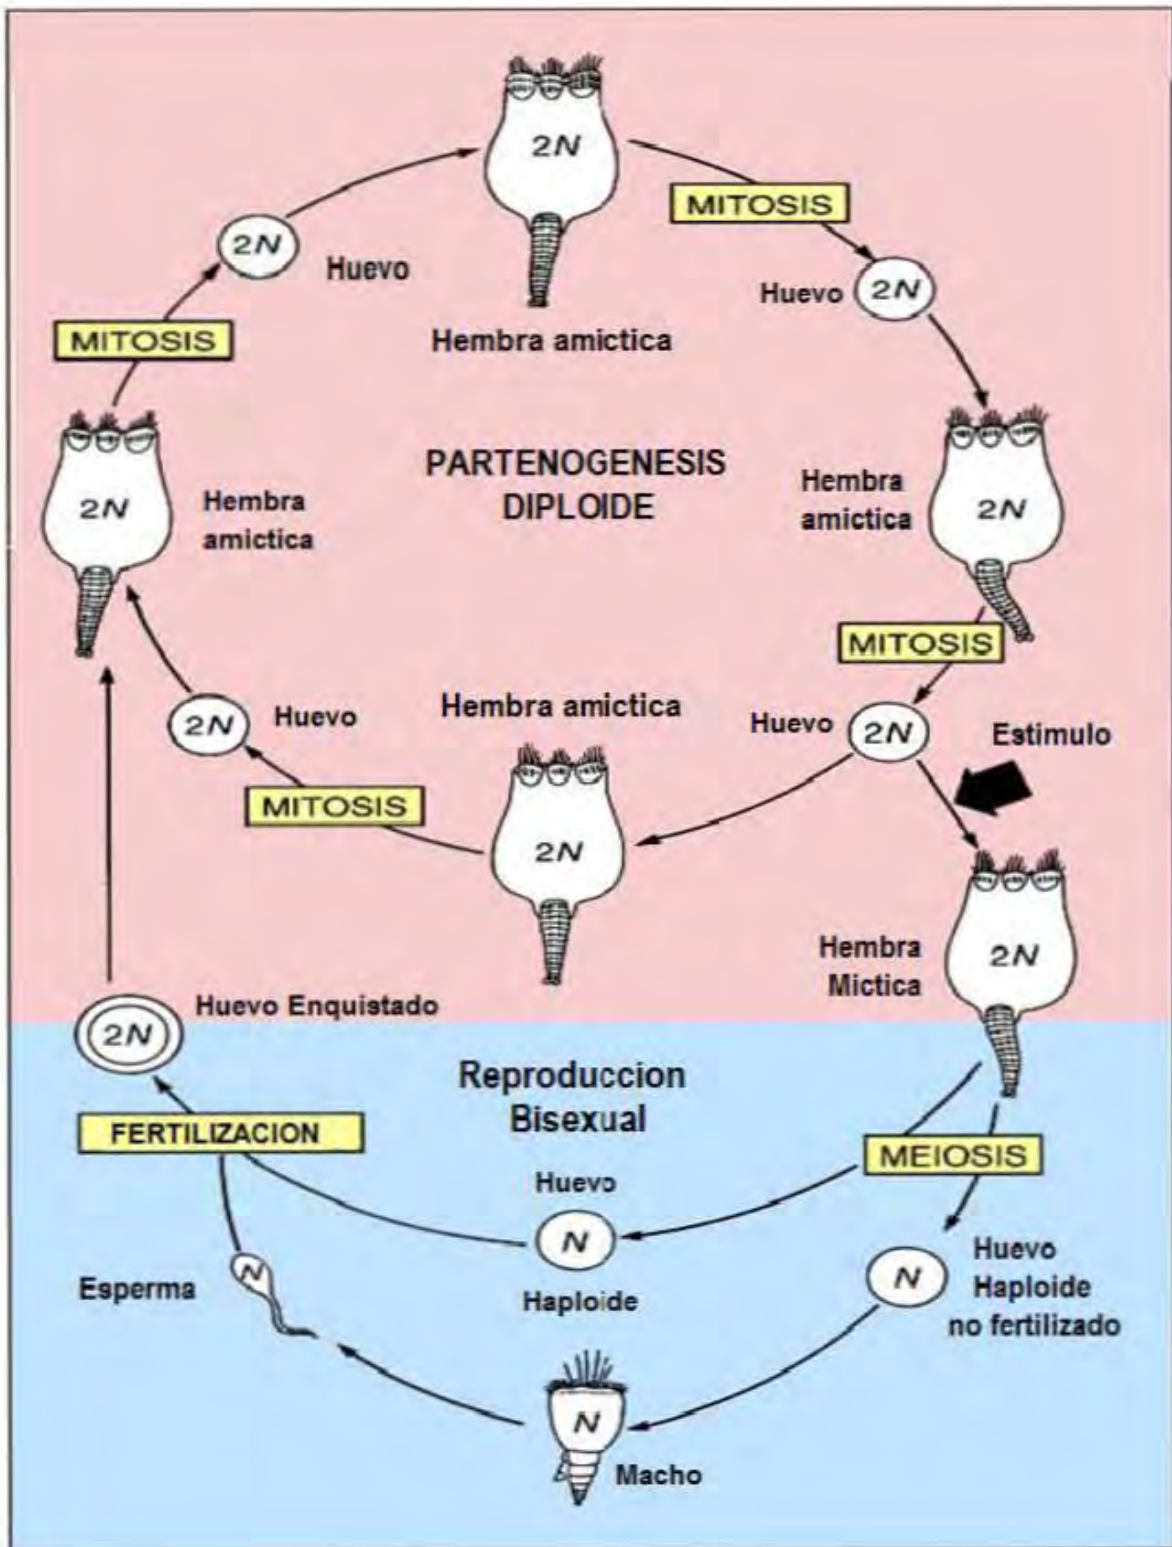 2N
MITOSIS
2N
Huevo
Huevo
2N
MITOSIS
Hembra amictica
PARTENOGENESIS
DIPLOIDE
2N
Hembra
amictica
Hembra
amictica
2N
MITOSIS
Hembra amictica
2N
Huevo
Huevo
2N
Estimulo
MITOSIS
2N
Hembra
Mictica
2N
Huevo Enquistado
2N
Reproduccion
Bisexual
FERTILIZACION
MEIOSIS
Huevo
N
Haploide
N
Huevo
Haploide
no fertilizado
Esperma
N
N
Macho